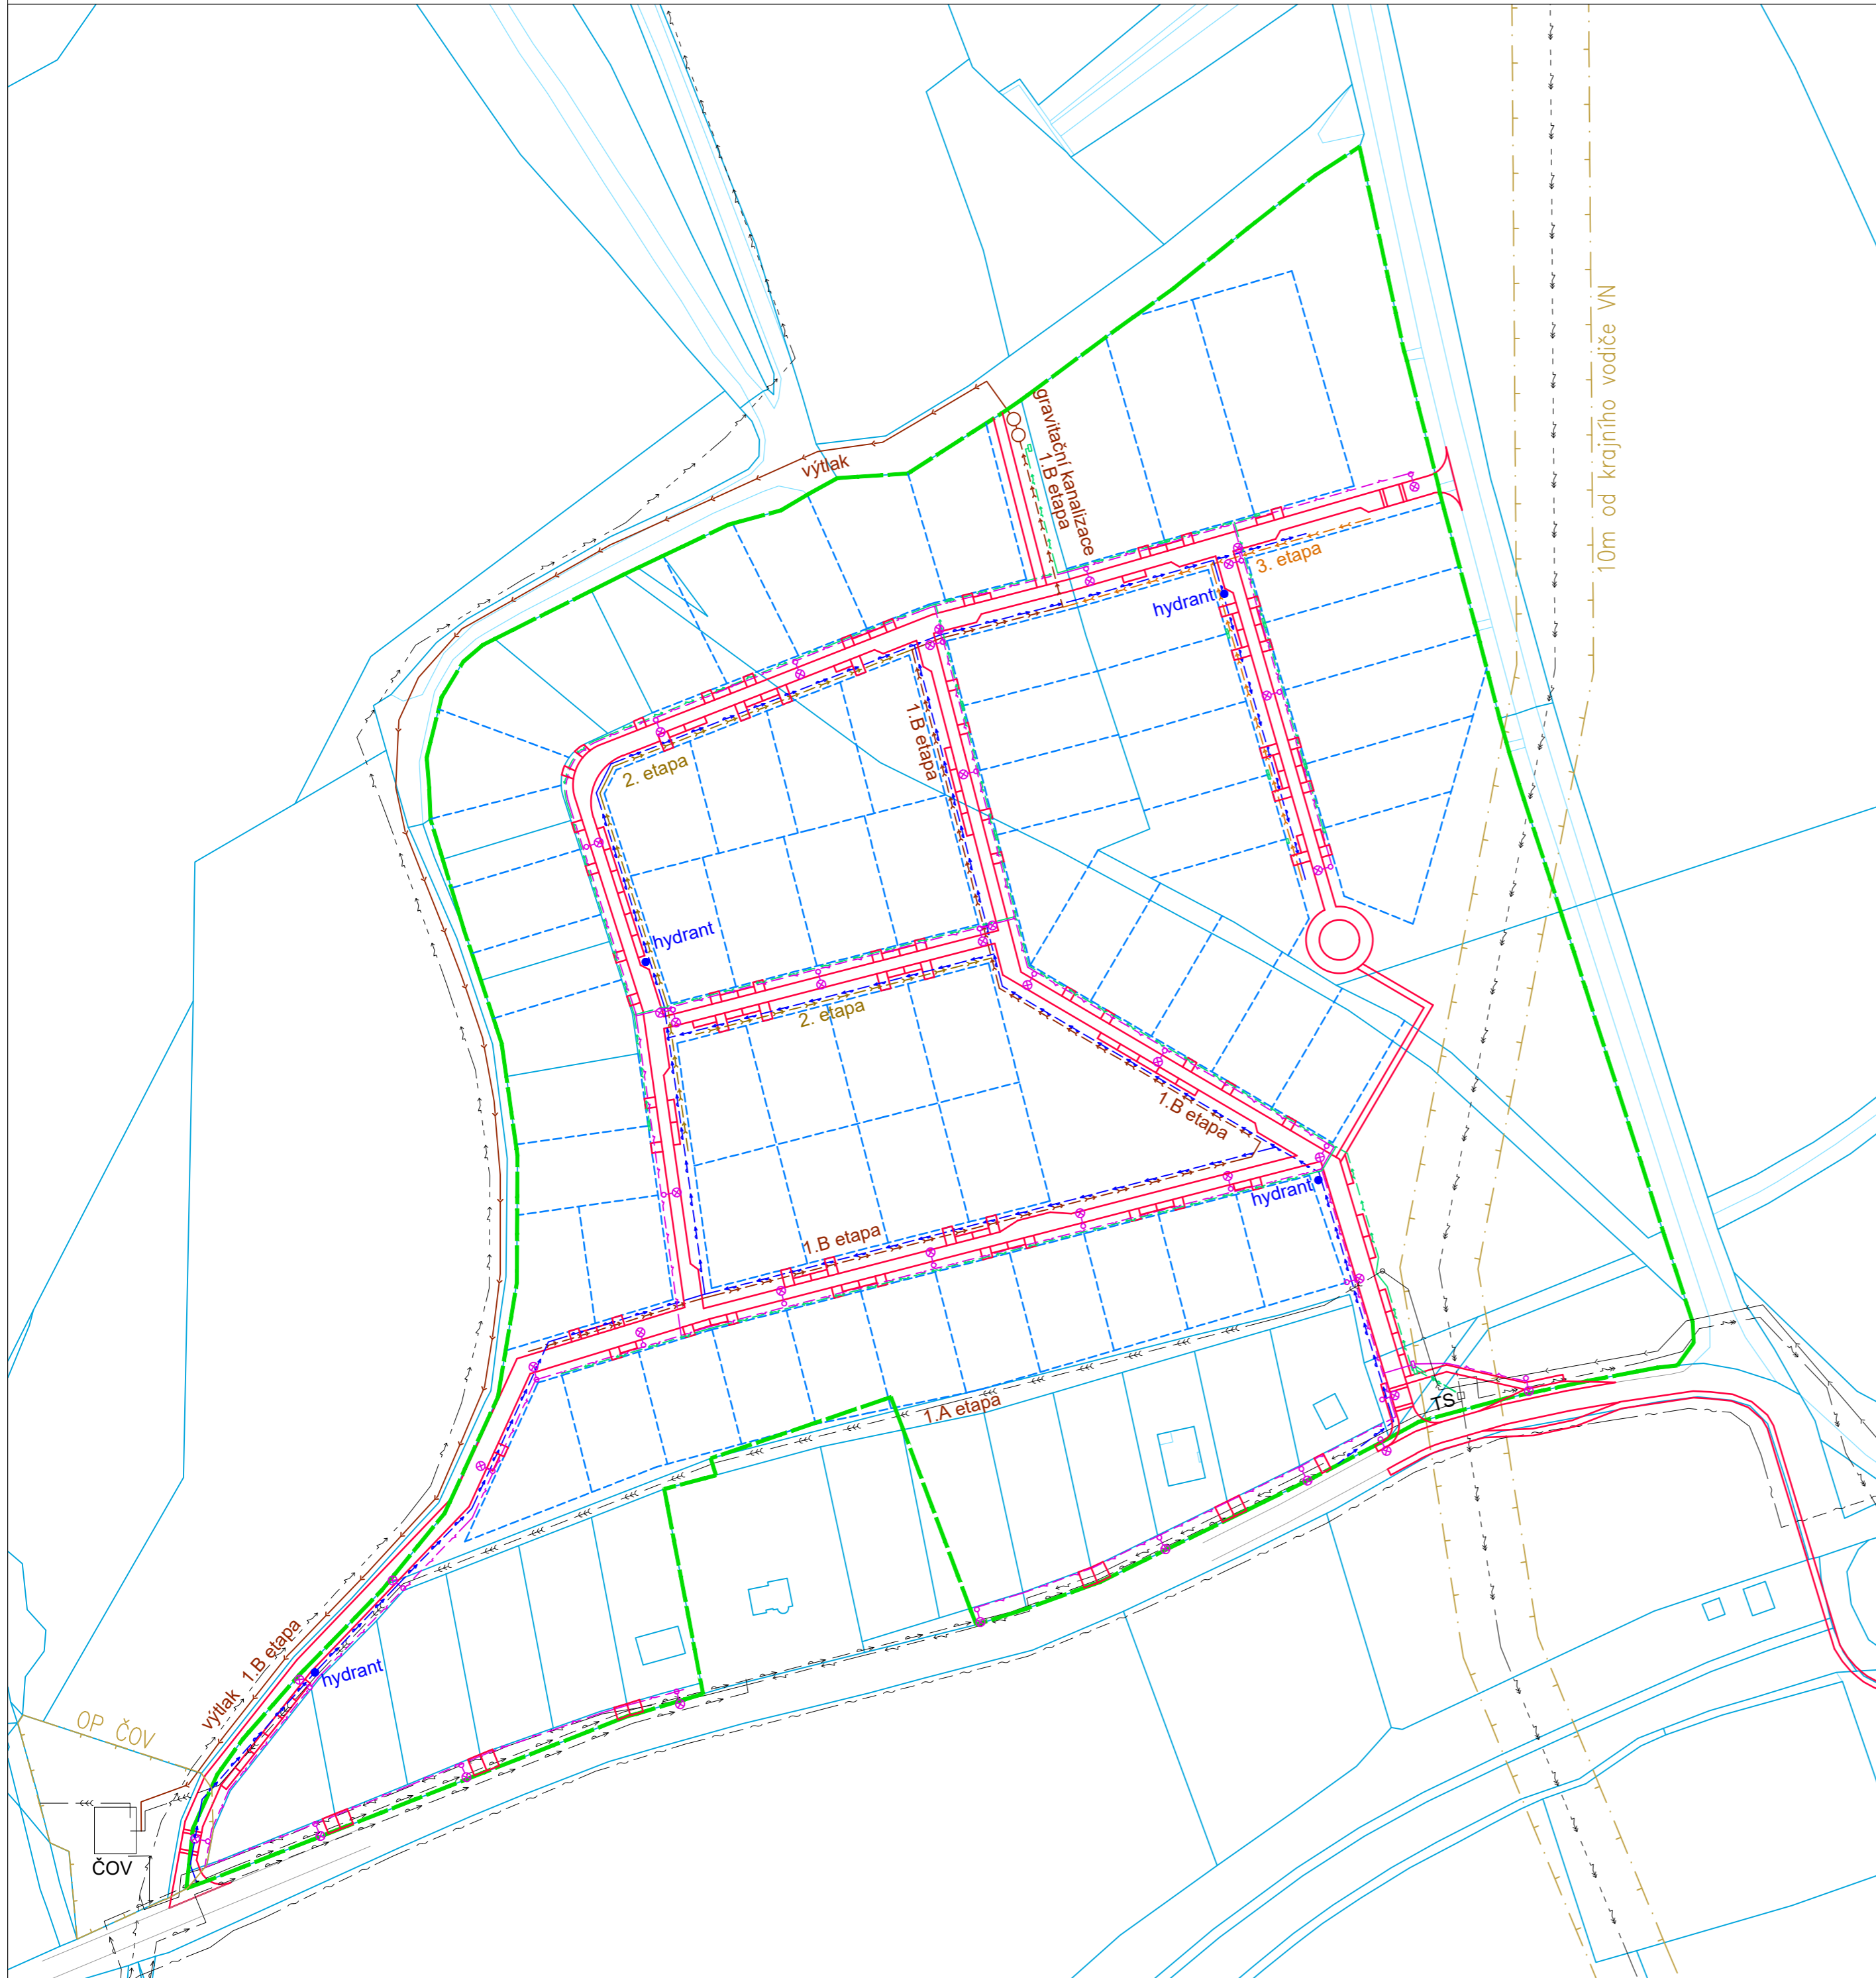 10m od krajního vodiče VN
gravitační kanalizace
1.B etapa
výtlak
3. etapa
hydrant
1.B etapa
2. etapa
hydrant
2. etapa
1.B etapa
hydrant
1.B etapa
1.A etapa
TS
1.B etapa
výtlak
hydrant
OP ČOV
ČOV